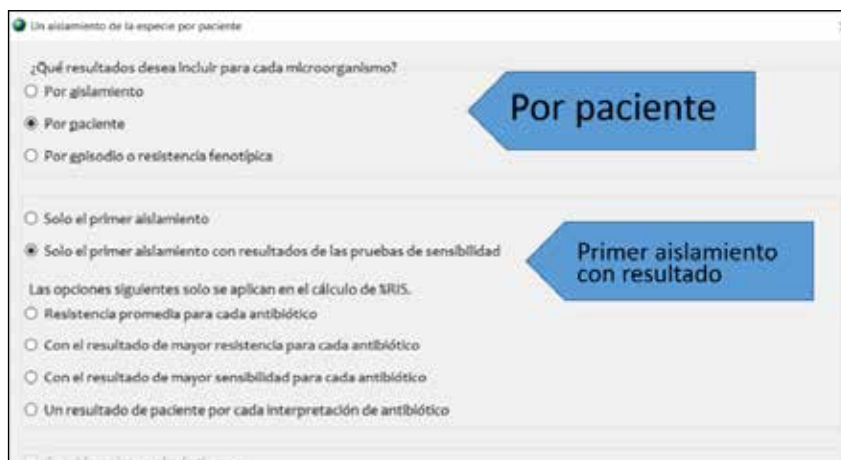 Un aislamiento de la especie por paciente
¿Qué resultados desea incluir para cada microorganismo?
Por aislamiento
Por paciente
Por episodio o resistencia fenotípica
Por paciente
Solo el primer aislamiento
Solo el primer aislamiento con resultados de las pruebas de sensibilidad
Primer aislamiento
con resultado
Las opciones siguientes solo se aplican en el cálculo de %RIS.
Resistencia promedia para cada antibiótico
Con el resultado de mayor resistencia para cada antibiótico
Con el resultado de mayor sensibilidad para cada antibiótico
Un resultado de paciente por cada interpretación de antibiótico